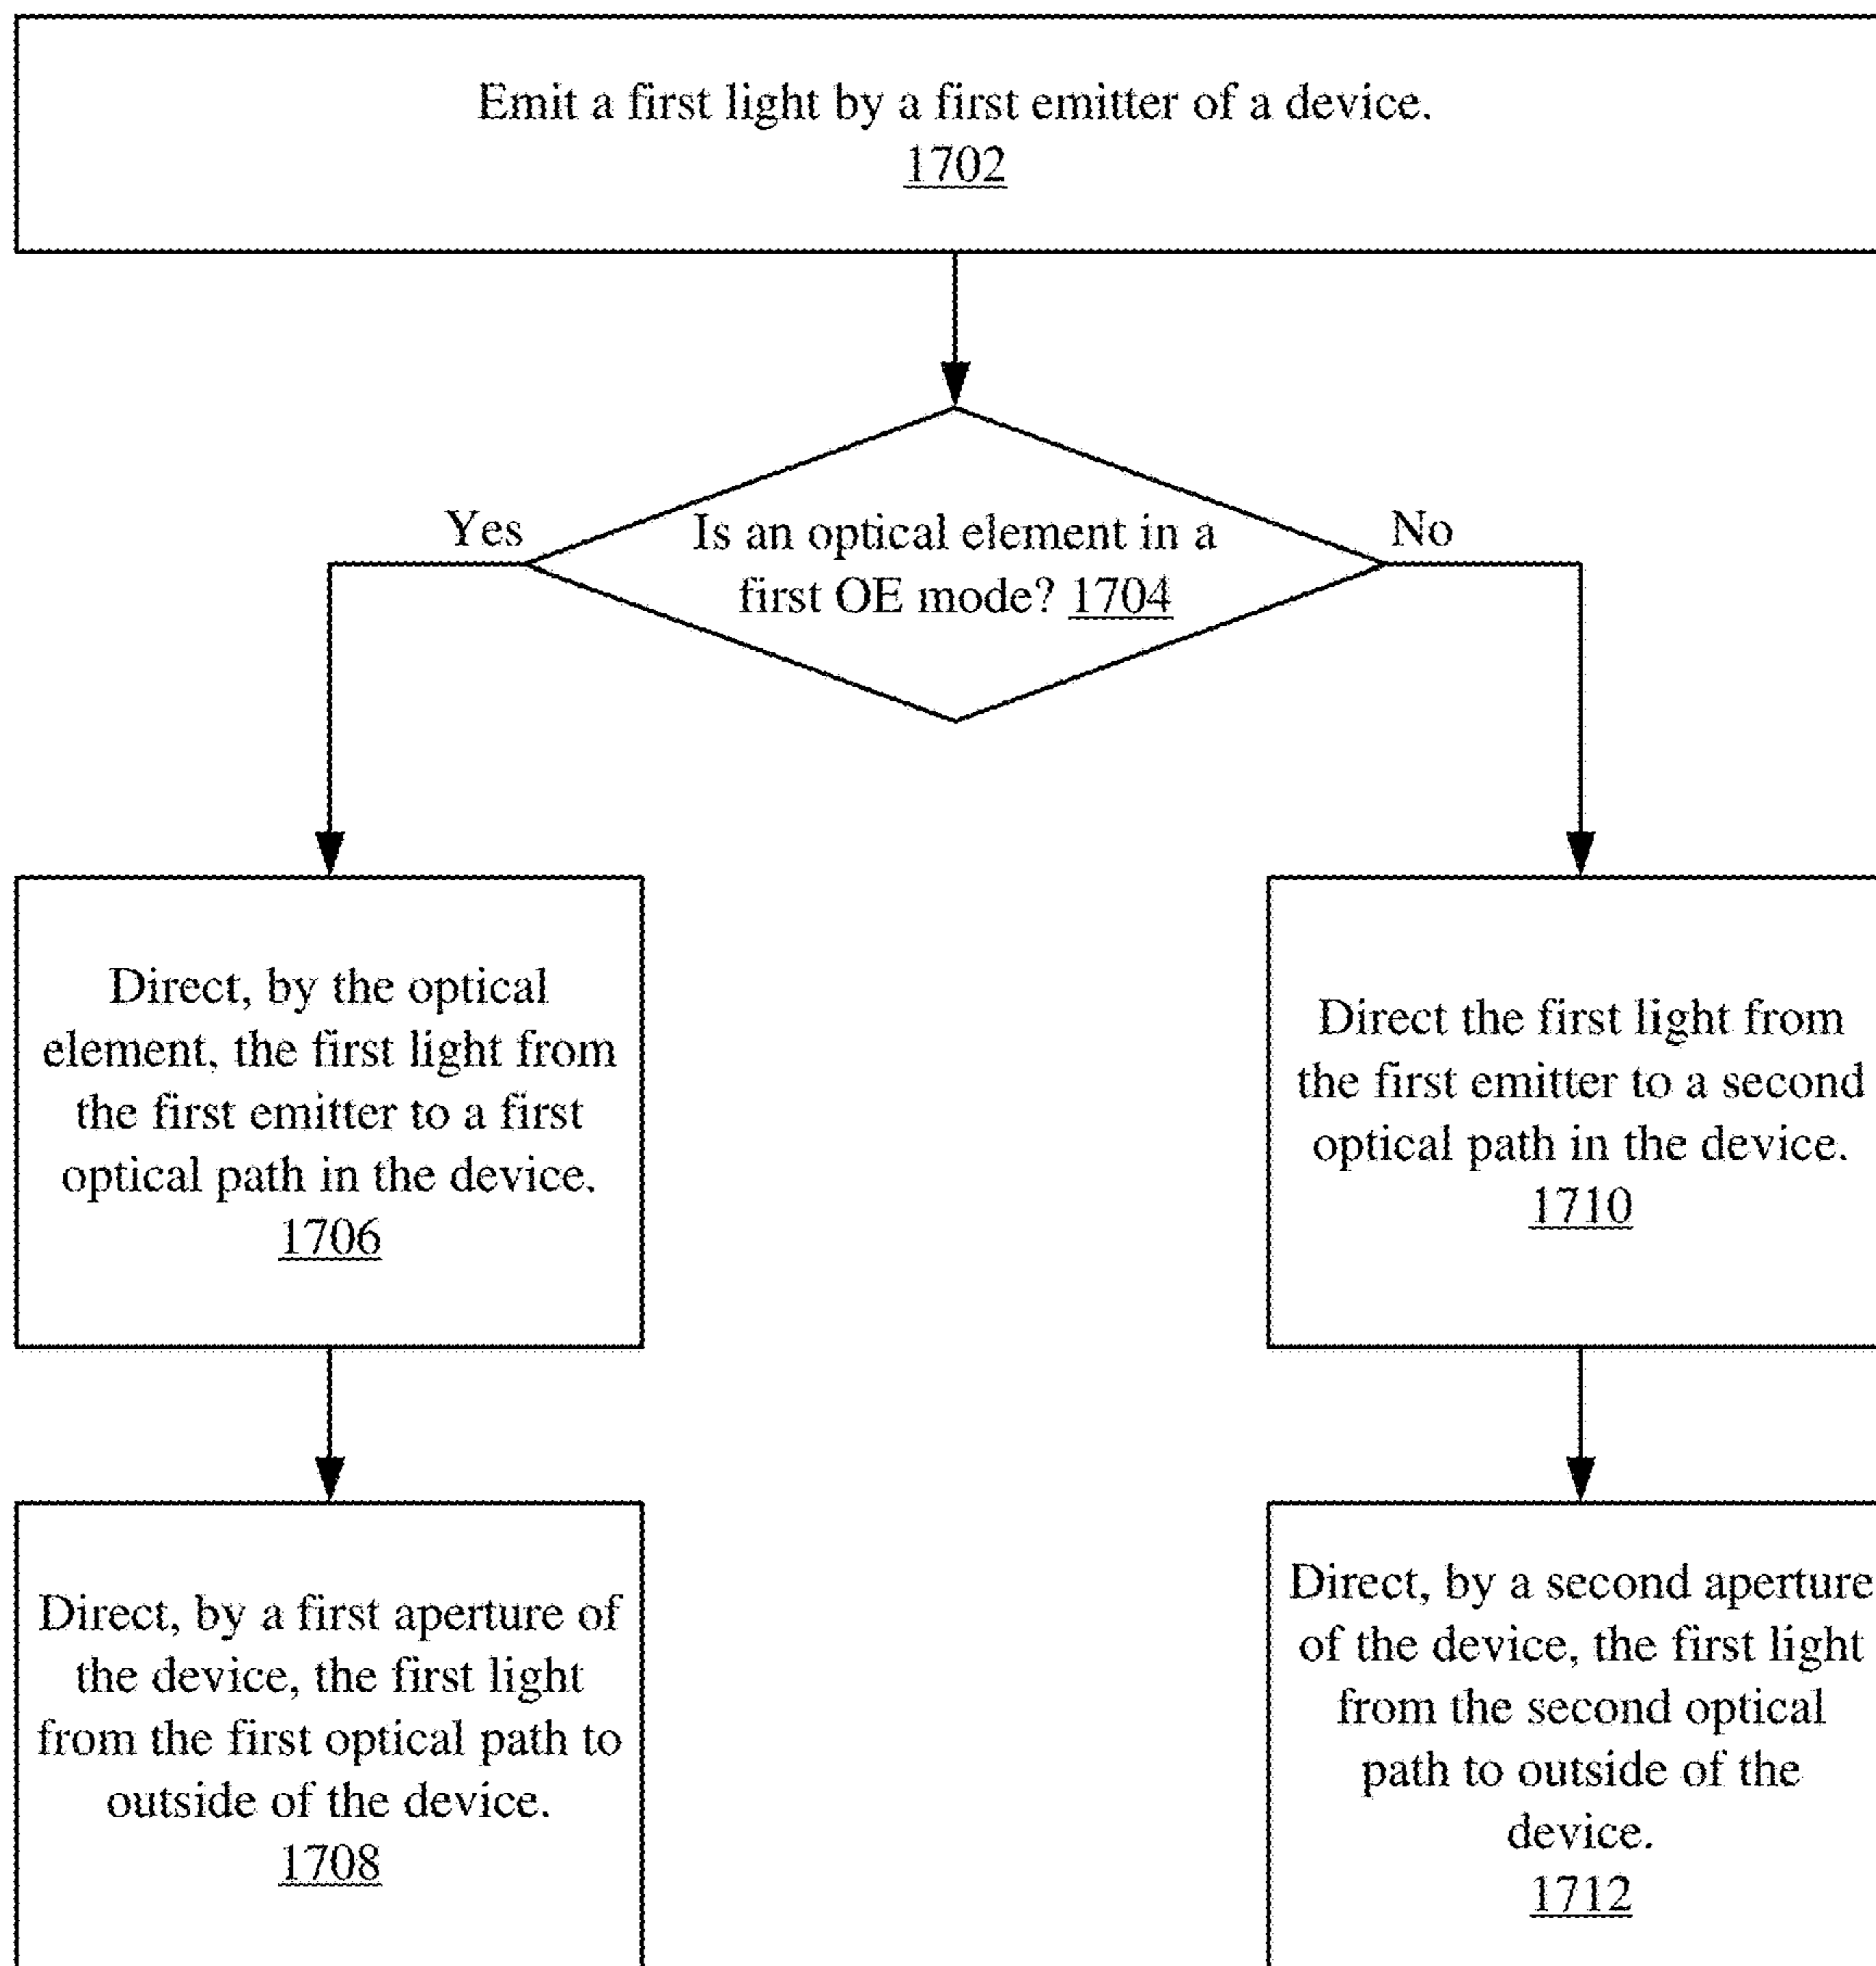 Emit a first light by a first emitter of a device.
1702
Yes
Is an optical element in a
first OE mode? 1704
No
Direct, by the optical
element, the first light from
the first emitter to a first
optical path in the device.
1706
Direct the first light from
the first emitter to a second
optical path in the device.
1710
Direct, by a first aperture of
the device, the first light
from the first optical path to
outside of the device.
1708
Direct, by a second aperture
of the device, the first light
from the second optical
path to outside of the
device.
1712